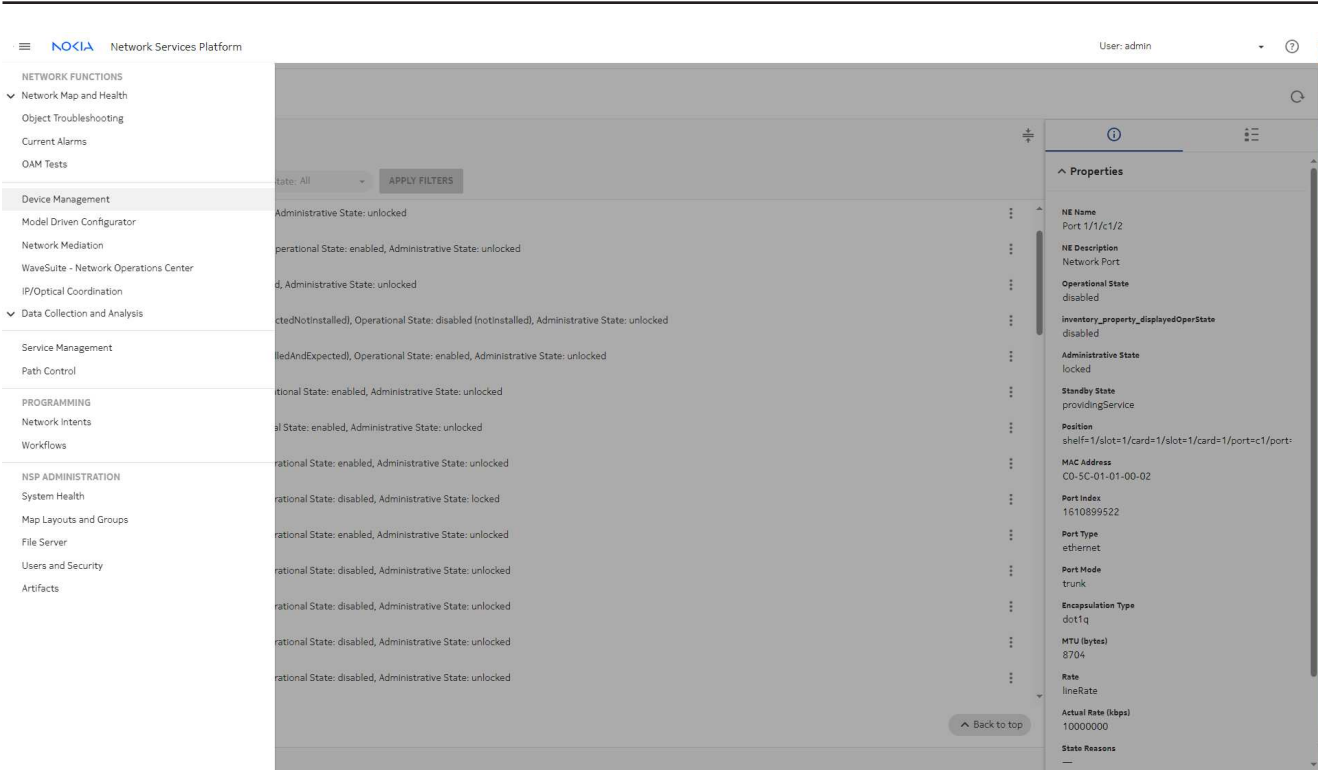 NOKIA Network Services Platform
User: admin
NETWORK FUNCTIONS
Network Map and Health
Object Troubleshooting
Current Alarms
OAM Tests
Device Management
Model Driven Configurator
Network Mediation
WaveSuite - Network Operations Center
IP/Optical Coordination
Data Collection and Analysis
Service Management
Path Control
PROGRAMMING
Network Intents
Workflows
NSP ADMINISTRATION
System Health
Map Layouts and Groups
File Server
Users and Security
Artifacts
tate: All
APPLY FILTERS
Administrative State: unlocked
perational State: enabled, Administrative State: unlocked
d, Administrative State: unlocked
ctedNotInstalled), Operational State: disabled (notInstalled), Administrative State: unlocked
lledAndExpected), Operational State: enabled, Administrative State: unlocked
tional State: enabled, Administrative State: unlocked
al State: enabled, Administrative State: unlocked
rational State: enabled, Administrative State: unlocked
rational State: disabled, Administrative State: locked
rational State: enabled, Administrative State: unlocked
rational State: disabled, Administrative State: unlocked
rational State: disabled, Administrative State: unlocked
rational State: disabled, Administrative State: unlocked
rational State: disabled, Administrative State: unlocked
Back to top
Properties
NE Name
Port 1/1/c1/2
NE Description
Network Port
Operational State
disabled
inventory_property_displayedOperState
disabled
Administrative State
locked
Standby State
providingService
Position
shelf=1/slot=1/card=1/slot=1/card=1/port=c1/port=
MAC Address
C0-5C-01-01-00-02
Port Index
1610899522
Port Type
ethernet
Port Mode
trunk
Encapsulation Type
dot1q
MTU (bytes)
8704
Rate
lineRate
Actual Rate (kbps)
10000000
State Reasons
—